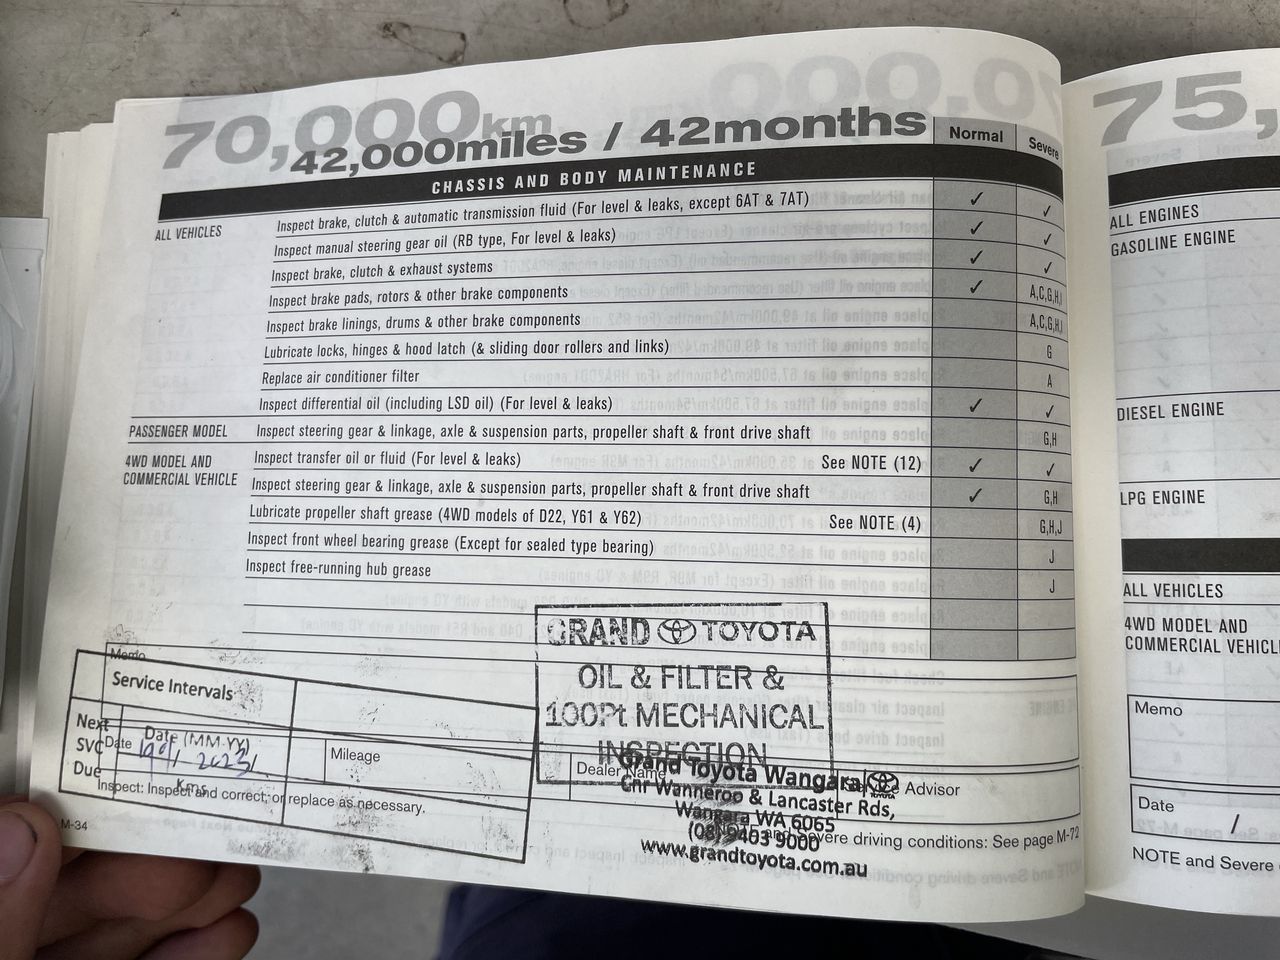 70,000km
42,000miles / 42months
Normal Severe
CHASSIS AND BODY MAINTENANCE
ALL VEHICLES Inspect brake, clutch & automatic transmission fluid (For level & leaks, except 6AT & 7AT) ✓ ✓
Inspect manual steering gear oil (RB type, For level & leaks) ✓ ✓
Inspect brake, clutch & exhaust systems ✓ ✓
Inspect brake pads, rotors & other brake components ✓ A,C,G,H,I
Inspect brake linings, drums & other brake components A,C,G,H,I
Lubricate locks, hinges & hood latch (& sliding door rollers and links) G
Replace air conditioner filter A
Inspect differential oil (including LSD oil) (For level & leaks) ✓ ✓
PASSENGER MODEL Inspect steering gear & linkage, axle & suspension parts, propeller shaft & front drive shaft G,H
4WD MODEL AND
COMMERCIAL VEHICLE
Inspect transfer oil or fluid (For level & leaks) See NOTE (12) ✓ ✓
Inspect steering gear & linkage, axle & suspension parts, propeller shaft & front drive shaft ✓ G,H
Lubricate propeller shaft grease (4WD models of D22, Y61 & Y62) See NOTE (4) G,H,J
Inspect front wheel bearing grease (Except for sealed type bearing) J
Inspect free-running hub grease J
Memo
Service Intervals
Next
SVC
Due
Date (MM-YY)
Kms
Date
2023
Mileage
Dealer Name
Advisor
GRAND TOYOTA
OIL & FILTER &
100Pt MECHANICAL
INSPECTION
Grand Toyota Wangara
TOYOTA
Cnr Wanneroo & Lancaster Rds,
Wangara WA 6065
(08) 9403 9000
www.grandtoyota.com.au
Inspect: Inspect and correct, or replace as necessary.
and Severe driving conditions: See page M-72
M-34
75,
ALL ENGINES
GASOLINE ENGINE
DIESEL ENGINE
LPG ENGINE
ALL VEHICLES
4WD MODEL AND
COMMERCIAL VEHICL
Memo
Date
/
NOTE and Severe